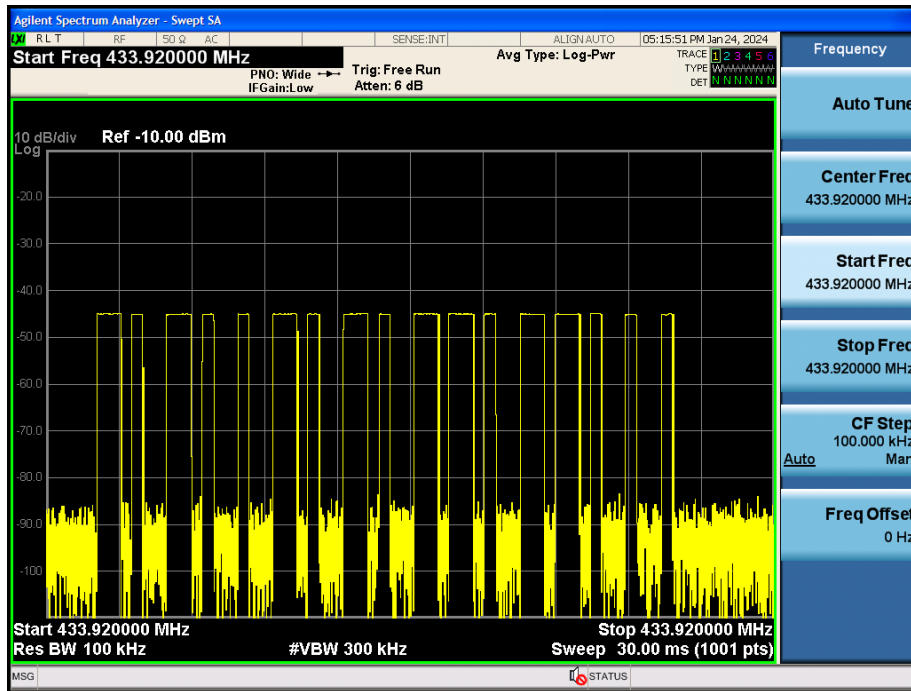 Agilent Spectrum Analyzer - Swept SA
LXI R L T RF 50 Ω AC SENSE:INT ALIGN AUTO 05:15:51 PM Jan 24, 2024
Start Freq 433.920000 MHz
Avg Type: Log-Pwr
TRACE 1 2 3 4 5 6
TYPE WWWWWW
DET N N N N N N
PNO: Wide
IFGain:Low
Trig: Free Run
Atten: 6 dB
10 dB/div Ref -10.00 dBm
Log
-20.0
-30.0
-40.0
-50.0
-60.0
-70.0
-80.0
-90.0
-100
Start 433.920000 MHz Stop 433.920000 MHz
Res BW 100 kHz #VBW 300 kHz Sweep 30.00 ms (1001 pts)
MSG STATUS
Frequency
Auto Tune
Center Freq
433.920000 MHz
Start Freq
433.920000 MHz
Stop Freq
433.920000 MHz
CF Step
100.000 kHz
Auto Man
Freq Offset
0 Hz